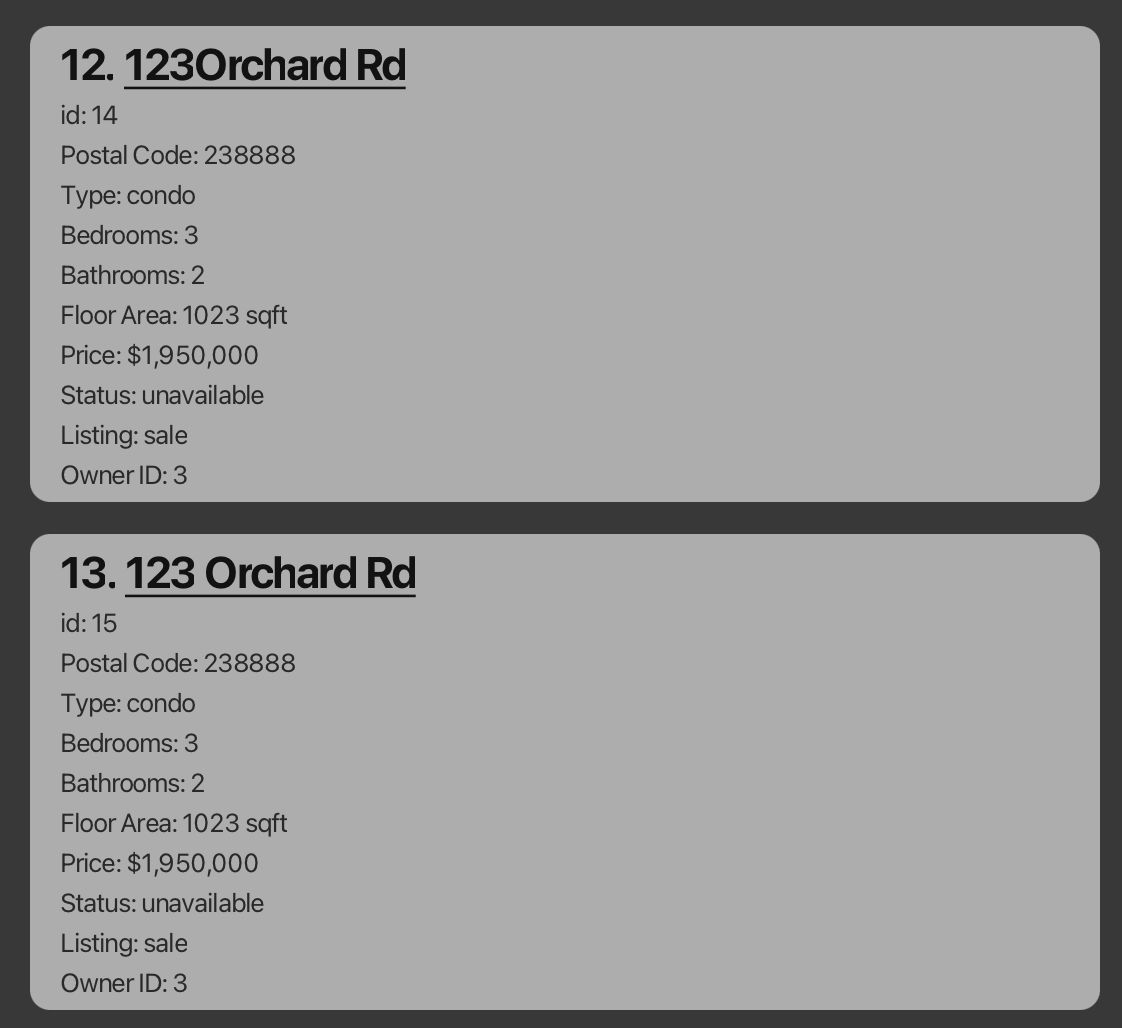 12. 123Orchard Rd
id: 14
Postal Code: 238888
Type: condo
Bedrooms: 3
Bathrooms: 2
Floor Area: 1023 sqft
Price: $1,950,000
Status: unavailable
Listing: sale
Owner ID: 3
13. 123 Orchard Rd
id: 15
Postal Code: 238888
Type: condo
Bedrooms: 3
Bathrooms: 2
Floor Area: 1023 sqft
Price: $1,950,000
Status: unavailable
Listing: sale
Owner ID: 3